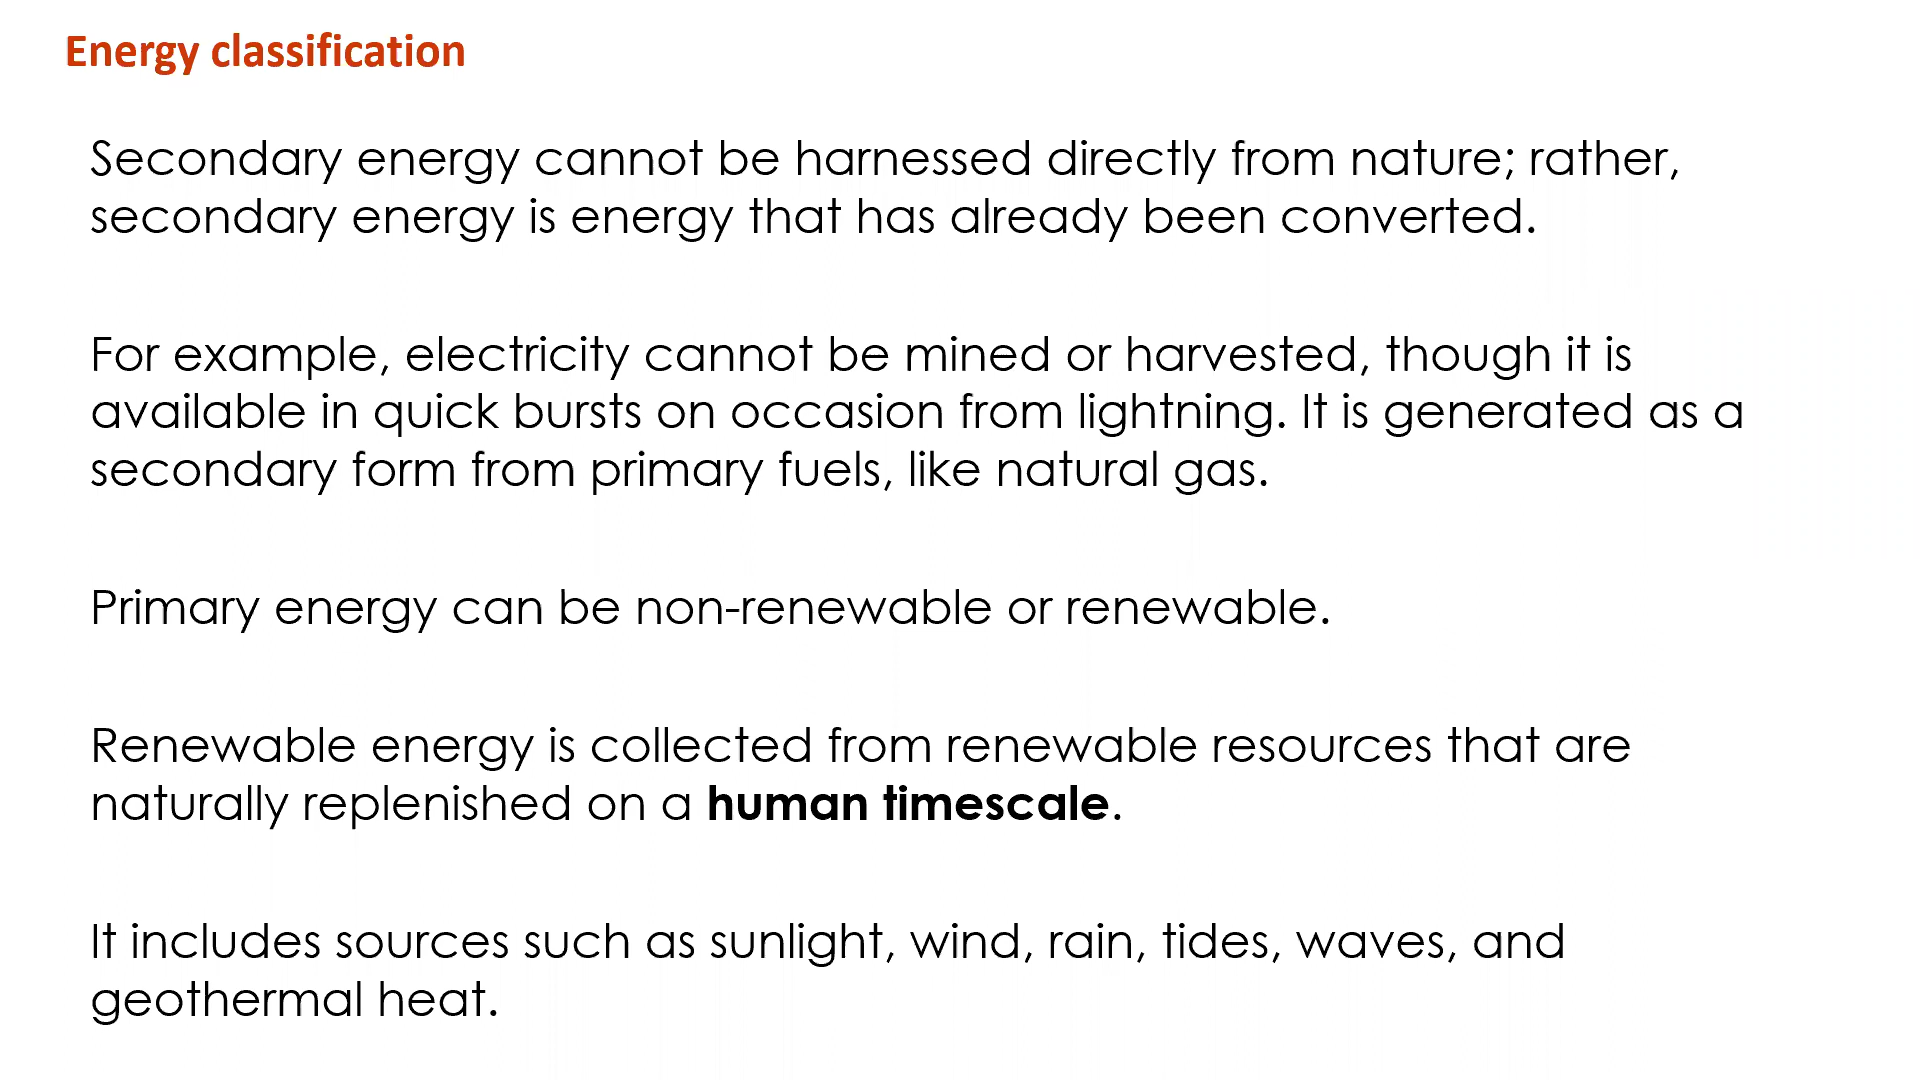 Energy classification
Secondary energy cannot be harnessed directly from nature; rather,
secondary energy is energy that has already been converted.
For example, electricity cannot be mined or harvested, though it is
available in quick bursts on occasion from lightning. It is generated as a
secondary form from primary fuels, like natural gas.
Primary energy can be non-renewable or renewable.
Renewable energy is collected from renewable resources that are
naturally replenished on a human timescale.
It includes sources such as sunlight, wind, rain, tides, waves, and
geothermal heat.